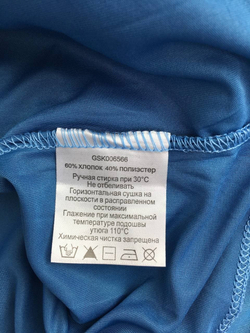 GSK006568
60% ХЛОПОК 40% ПОЛИЭСТЕР
Ручная стирка при 30°C
Не отбеливать
Горизонтальная сушка на
плоскости в расправленном
состоянии
Глажение при максимальной
температуре подошвы
утюга 110°C
Химическая чистка запрещена